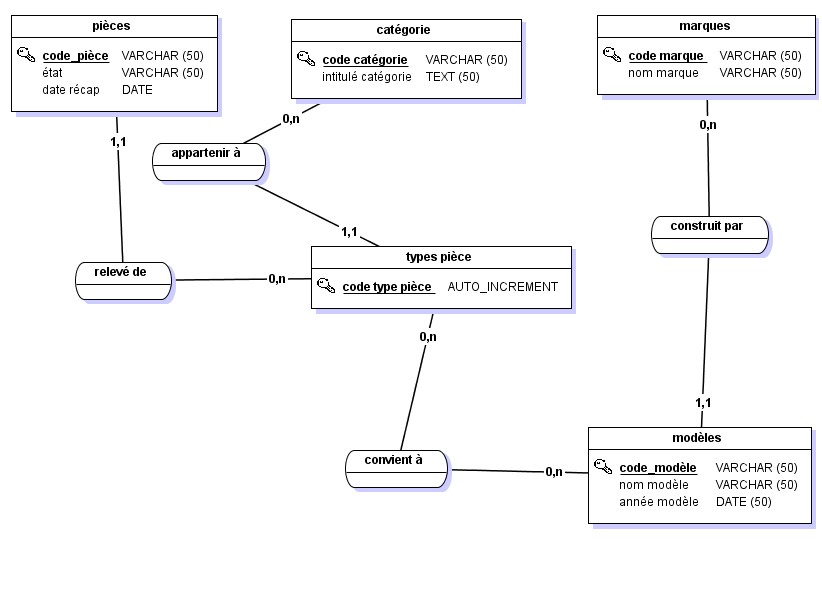 pièces
code_pièce VARCHAR (50)
état VARCHAR (50)
date récap DATE
catégorie
code catégorie VARCHAR (50)
intitulé catégorie TEXT (50)
marques
code marque VARCHAR (50)
nom marque VARCHAR (50)
0,n
0,n
1,1
appartenir à
construit par
1,1
types pièce
code type pièce AUTO_INCREMENT
relevé de
0,n
0,n
1,1
modèles
code_modèle VARCHAR (50)
nom modèle VARCHAR (50)
année modèle DATE (50)
convient à
0,n